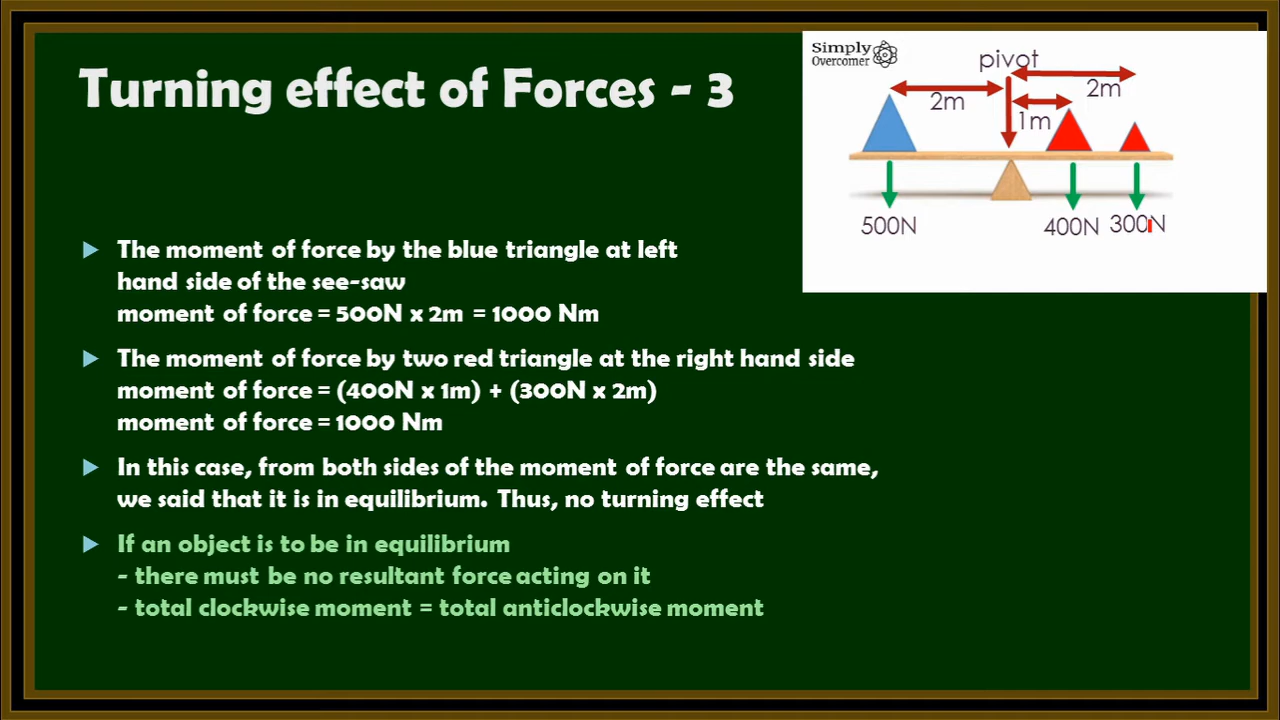 Turning effect of Forces - 3
Simply
Overcomer
pivot
2m
2m
1m
500N
400N
300N
The moment of force by the blue triangle at left
hand side of the see-saw
moment of force = 500N x 2m = 1000 Nm
The moment of force by two red triangle at the right hand side
moment of force = (400N x 1m) + (300N x 2m)
moment of force = 1000 Nm
In this case, from both sides of the moment of force are the same,
we said that it is in equilibrium. Thus, no turning effect
If an object is to be in equilibrium
- there must be no resultant force acting on it
- total clockwise moment = total anticlockwise moment